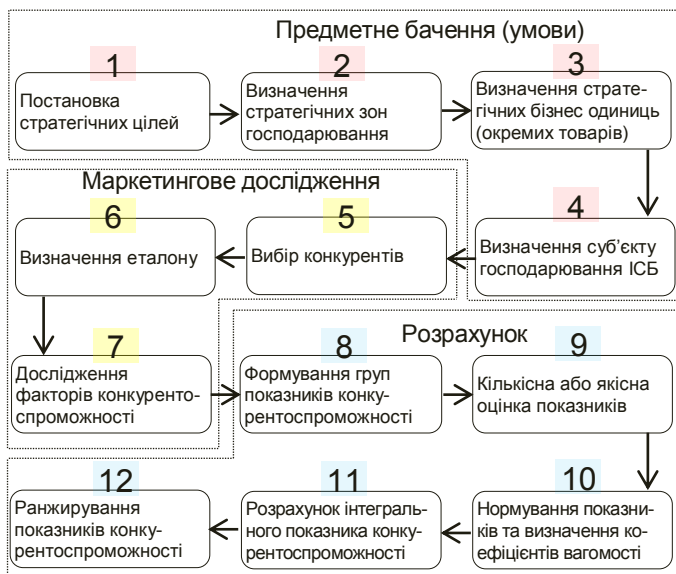 Предметне бачення (умови)
1
Постановка
стратегічних цілей
2
Визначення
стратегічних зон
господарювання
3
Визначення страте-
гічних бізнес одиниць
(окремих товарів)
4
Визначення суб’єкту
господарювання ІСБ
Маркетингове дослідження
5
Вибір конкурентів
6
Визначення еталону
7
Дослідження
факторів конкуренто-
спроможності
Розрахунок
8
Формування груп
показників конку-
рентоспроможності
9
Кількісна або якісна
оцінка показників
10
Нормування показни-
ків та визначення ко-
ефіцієнтів вагомості
11
Розрахунок інтеграль-
ного показника конку-
рентоспроможності
12
Ранжирування
показників конку-
рентоспроможності